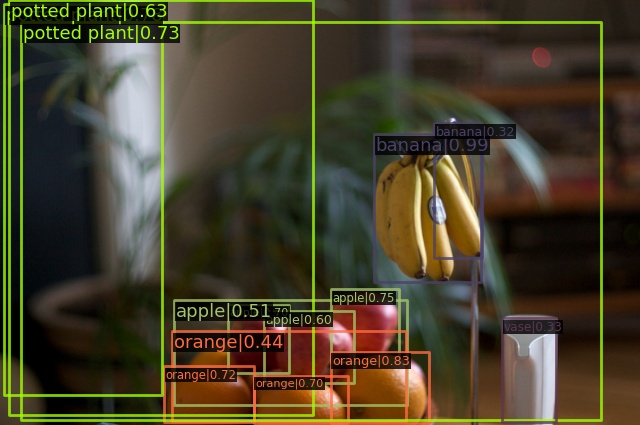 potted plant|0.63
potted plant|0.73
banana|0.32
banana|0.99
apple|0.75
apple|0.51
apple|0.60
vase|0.33
orange|0.44
orange|0.83
orange|0.72
orange|0.70